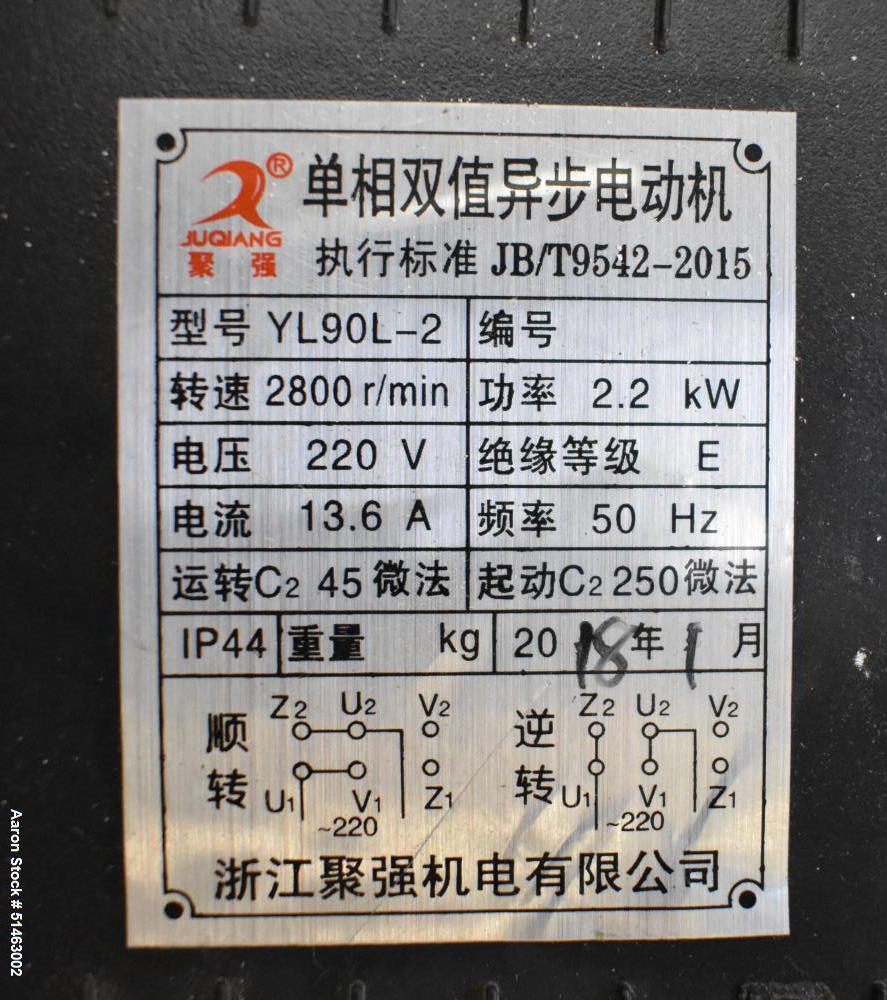 ® 单相双值异步电动机
JUQIANG
聚 强
执行标准 JB/T9542-2015
型号 YL90L-2 编号
转速 2800 r/min 功率 2.2 kW
电压 220 V 绝缘等级 E
电流 13.6 A 频率 50 Hz
运转C2 45 微法 起动C2 250 微法
IP44 重量 kg 2018年1月
顺转 Z2 U2 V2
U1 V1 Z1
~220
逆转 Z2 U2 V2
U1 V1 Z1
~220
浙江聚强机电有限公司
Aaron Stock # 51463002